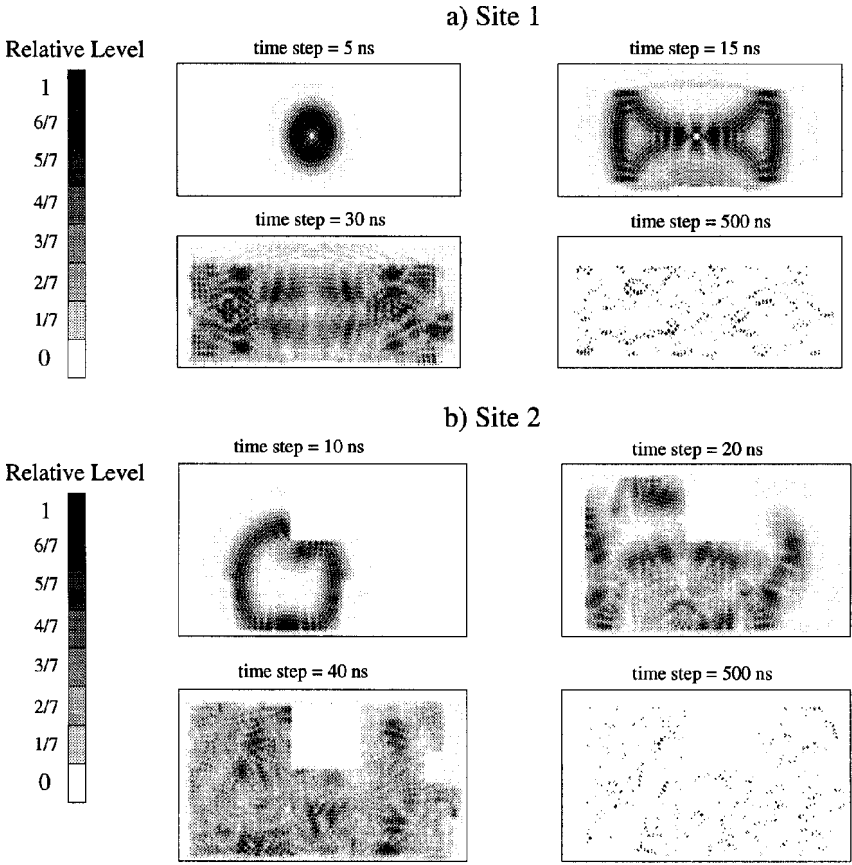 a) Site 1
Relative Level
1
6/7
5/7
4/7
3/7
2/7
1/7
0
time step = 5 ns
time step = 15 ns
time step = 30 ns
time step = 500 ns
b) Site 2
Relative Level
1
6/7
5/7
4/7
3/7
2/7
1/7
0
time step = 10 ns
time step = 20 ns
time step = 40 ns
time step = 500 ns